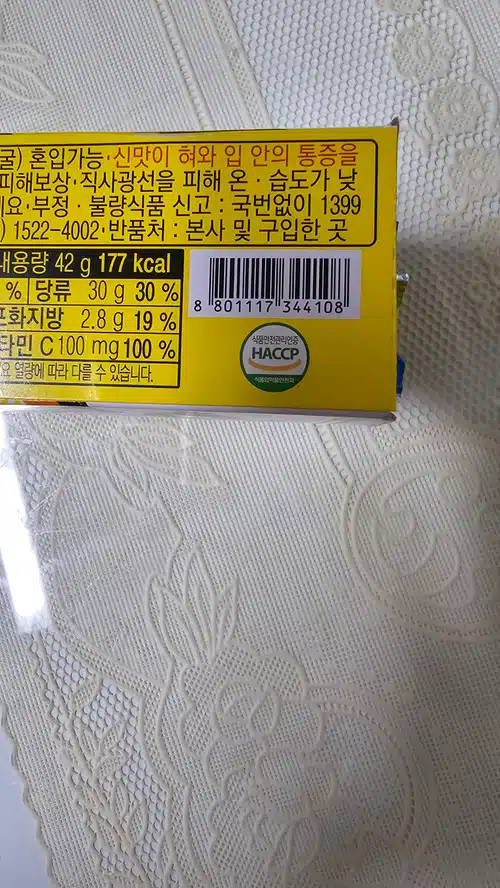 굴) 혼입가능·신맛이 혀와 입 안의 통증을
피해보상·직사광선을 피해 온·습도가 낮
요·부정·불량식품 신고 : 국번없이 1399
) 1522-4002·반품처 : 본사 및 구입한 곳
내용량 42 g 177 kcal
% 당류 30 g 30 %
포화지방 2.8 g 19 %
타민 C 100 mg 100 %
요 열량에 따라 다를 수 있습니다.
8 801117 344108
식품안전관리인증
HACCP
식품의약품안전처